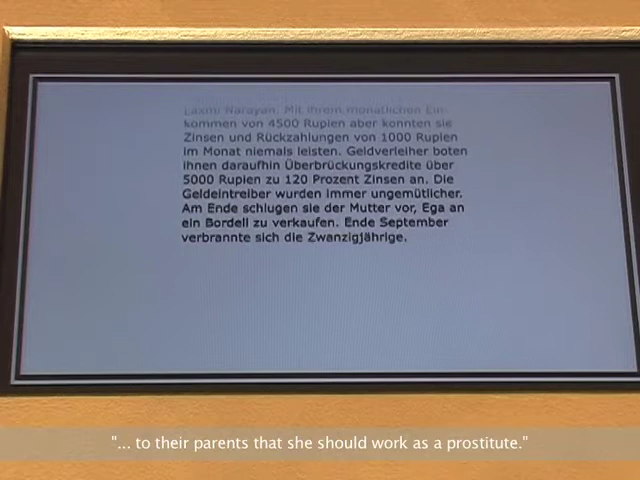 Laxmi Narayan. Mit ihrem monatlichen Ein-
kommen von 4500 Rupien aber konnten sie
Zinsen und Rückzahlungen von 1000 Rupien
im Monat niemals leisten. Geldverleiher boten
ihnen daraufhin Überbrückungskredite über
5000 Rupien zu 120 Prozent Zinsen an. Die
Geldeintreiber wurden immer ungemütlicher.
Am Ende schlugen sie der Mutter vor, Ega an
ein Bordell zu verkaufen. Ende September
verbrannte sich die Zwanzigjährige.
"... to their parents that she should work as a prostitute."